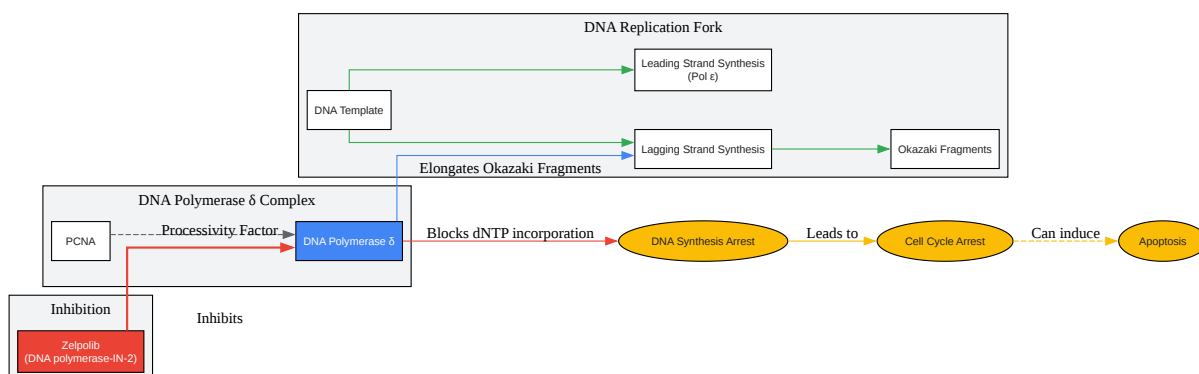 DNA Replication Fork
Leading Strand Synthesis
(Pol ε)
DNA Template
Lagging Strand Synthesis
Okazaki Fragments
Elongates Okazaki Fragments
DNA Polymerase δ Complex
PCNA
Processivity Factor
DNA Polymerase δ
Blocks dNTP incorporation
DNA Synthesis Arrest
Leads to
Cell Cycle Arrest
Can induce
Apoptosis
Inhibition
Inhibits
Zelpolib
(DNA polymerase-IN-2)